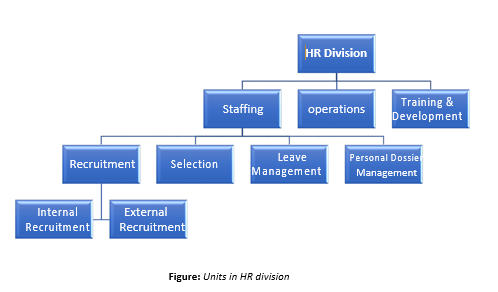 HR Division
Staffing
operations
Training &
Development
Recruitment
Selection
Leave
Management
Personal Dossier
Management
Internal
Recruitment
External
Recruitment
Figure: Units in HR division